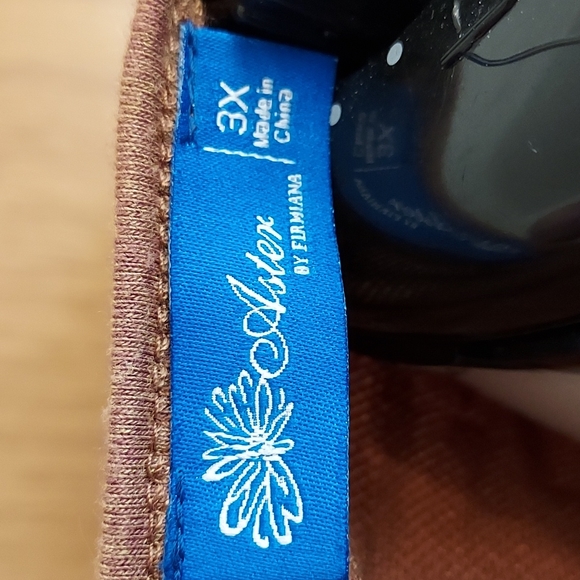 Aster
BY FIRMIANA
3X
Made in
China